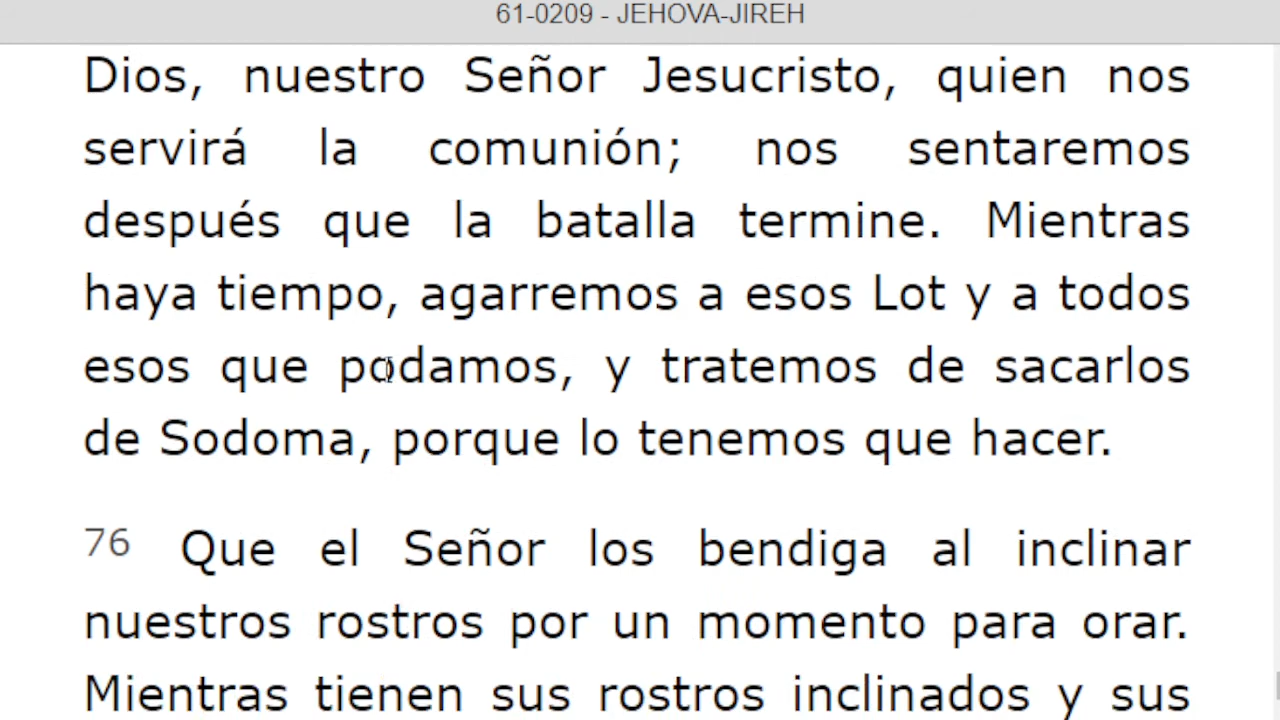 61-0209 - JEHOVA-JIREH
Dios, nuestro Señor Jesucristo, quien nos
servirá la comunión; nos sentaremos
después que la batalla termine. Mientras
haya tiempo, agarremos a esos Lot y a todos
esos que podamos, y tratemos de sacarlos
de Sodoma, porque lo tenemos que hacer.
76 Que el Señor los bendiga al inclinar
nuestros rostros por un momento para orar.
Mientras tienen sus rostros inclinados y sus